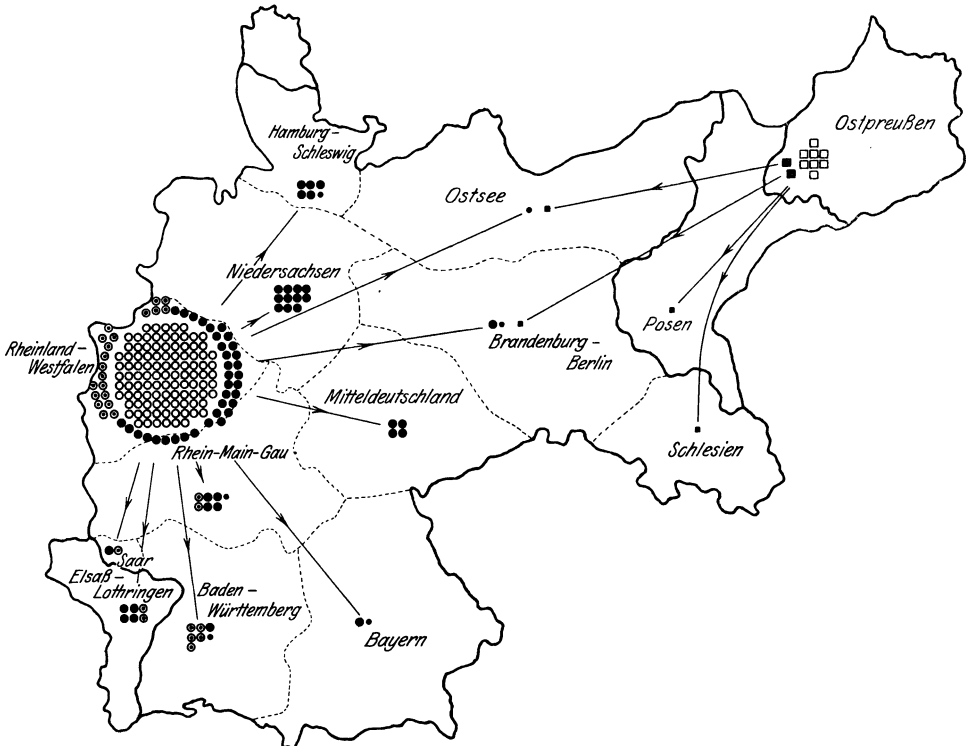 Hamburg-
Schleswig
Ostpreußen
Ostsee
Niedersachsen
Posen
Brandenburg-
Berlin
Rheinland-
Westfalen
Mitteldeutschland
Schlesien
Rhein-Main-Gau
Saar
Elsaß-
Lothringen
Baden-
Württemberg
Bayern